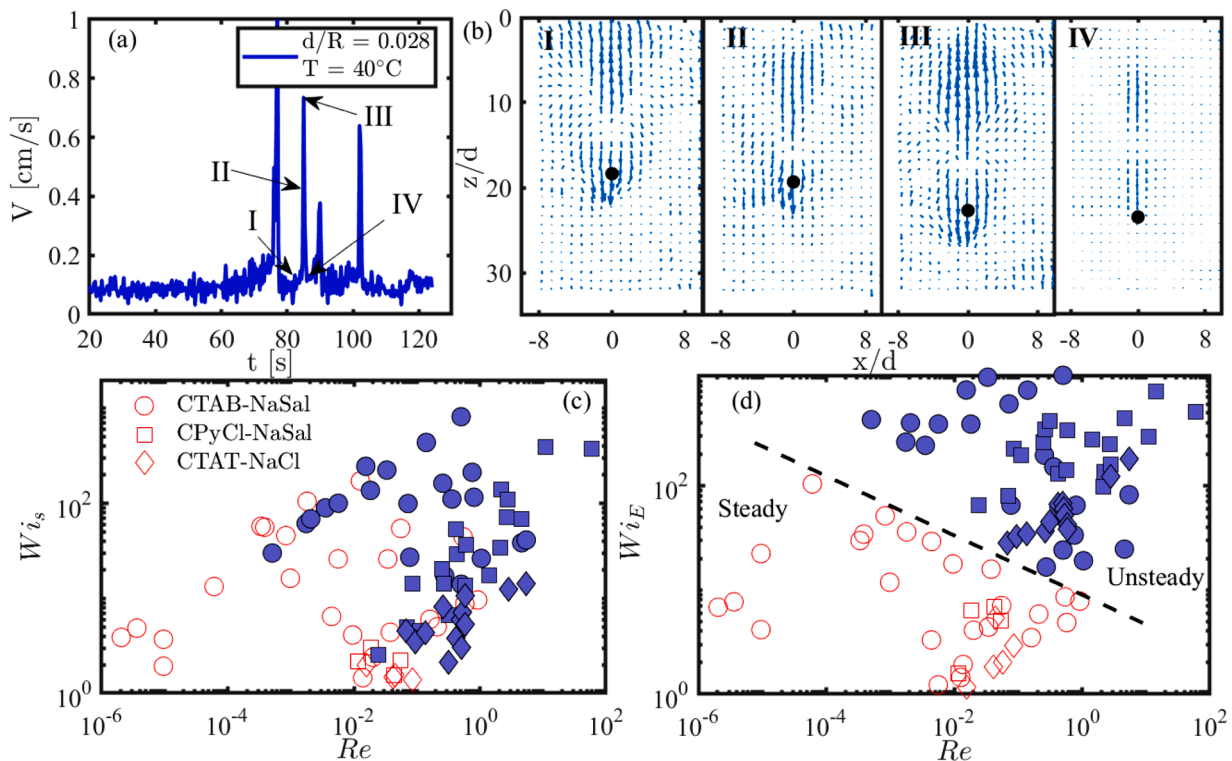 (a)
d/R = 0.028
T = 40°C
I
II
III
IV
V [cm/s]
1
0.8
0.6
0.4
0.2
0
20 40 60 80 100 120
t [s]
(b)
I II III IV
z/d
0
10
20
30
-8 0 8 -8 0 8 -8 0 8 -8 0 8
x/d
(c)
CTAB-NaSal
CPyCl-NaSal
CTAT-NaCl
Wi_s
10^2
10^0
10^-6 10^-4 10^-2 10^0 10^2
Re
(d)
Steady
Unsteady
Wi_E
10^2
10^0
10^-6 10^-4 10^-2 10^0 10^2
Re